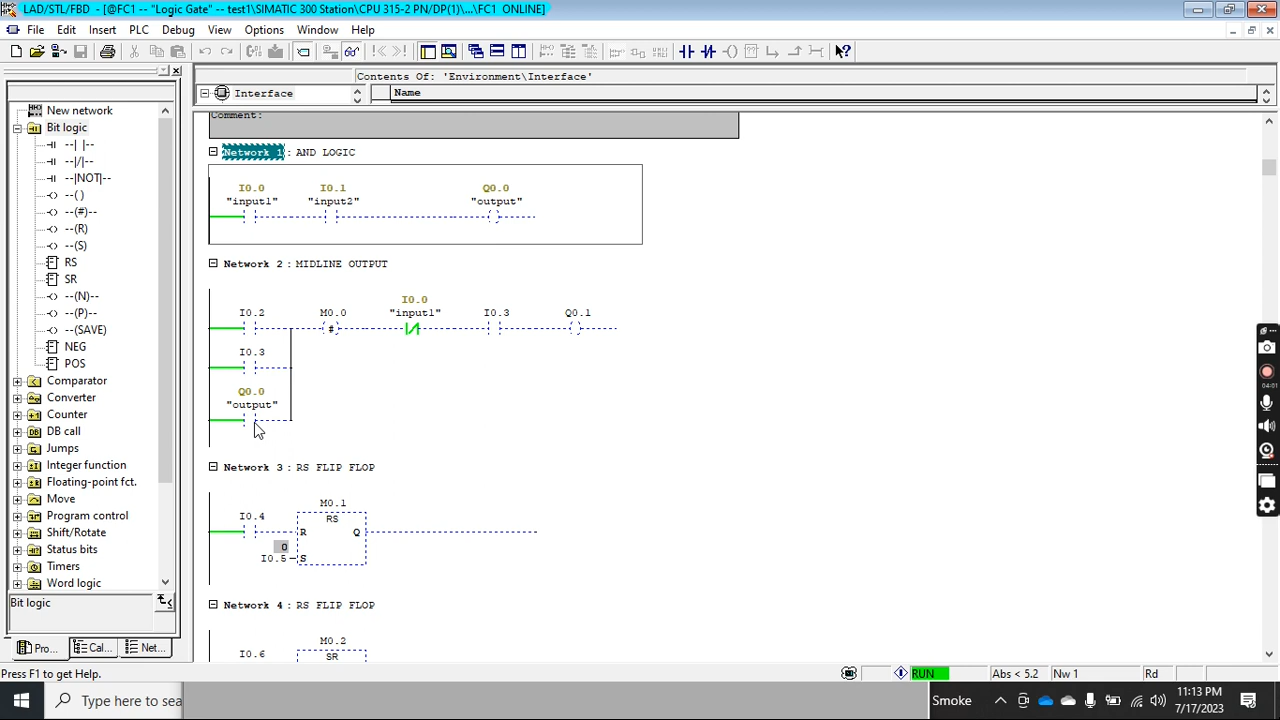 LAD/STL/FBD - [@FC1 -- "Logic Gate" -- test1\SIMATIC 300 Station\CPU 315-2 PN/DP(1)\...\FC1 ONLINE]
File Edit Insert PLC Debug View Options Window Help
Contents Of: 'Environment\Interface'
Interface
Name
New network
Bit logic
--| |--
--|/|--
--|NOT|--
--( )
--(#)--
--(R)
--(S)
RS
SR
--(N)--
--(P)--
--(SAVE)
NEG
POS
Comparator
Converter
Counter
DB call
Jumps
Integer function
Floating-point fct.
Move
Program control
Shift/Rotate
Status bits
Timers
Word logic
Bit logic
Pro... Cal... Net...
Comment:
Network 1 : AND LOGIC
I0.0 I0.1 Q0.0
"input1" "input2" "output"
Network 2 : MIDLINE OUTPUT
I0.0
I0.2 M0.0 "input1" I0.3 Q0.1
#
I0.3
Q0.0
"output"
Network 3 : RS FLIP FLOP
M0.1
I0.4 RS
R Q
0
I0.5 S
Network 4 : RS FLIP FLOP
M0.2
I0.6 SR
04:01
Press F1 to get Help.
RUN Abs < 5.2 Nw 1 Rd
Type here to sea
Smoke
11:13 PM
7/17/2023